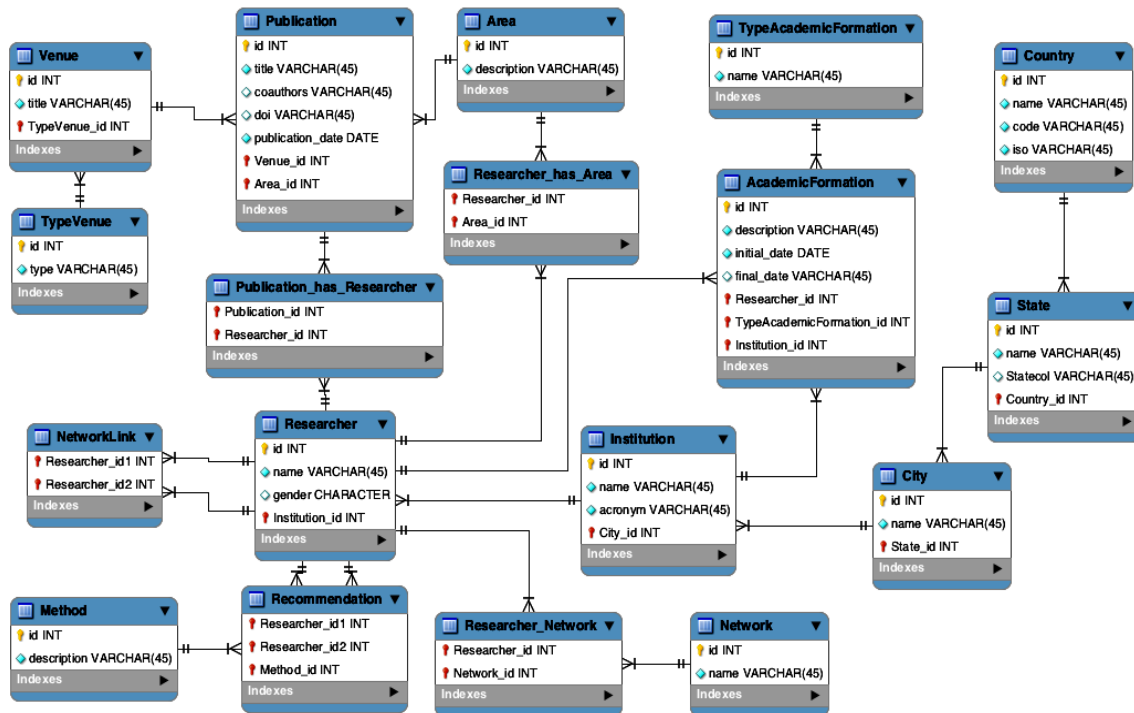 Venue
id INT
title VARCHAR(45)
TypeVenue_id INT
Indexes
TypeVenue
id INT
type VARCHAR(45)
Indexes
Publication
id INT
title VARCHAR(45)
coauthors VARCHAR(45)
doi VARCHAR(45)
publication_date DATE
Venue_id INT
Area_id INT
Indexes
Area
id INT
description VARCHAR(45)
Indexes
Researcher_has_Area
Researcher_id INT
Area_id INT
Indexes
TypeAcademicFormation
id INT
name VARCHAR(45)
Indexes
AcademicFormation
id INT
description VARCHAR(45)
initial_date DATE
final_date VARCHAR(45)
Researcher_id INT
TypeAcademicFormation_id INT
Institution_id INT
Indexes
Country
id INT
name VARCHAR(45)
code VARCHAR(45)
iso VARCHAR(45)
Indexes
State
id INT
name VARCHAR(45)
Statecol VARCHAR(45)
Country_id INT
Indexes
Publication_has_Researcher
Publication_id INT
Researcher_id INT
Indexes
NetworkLink
Researcher_id1 INT
Researcher_id2 INT
Indexes
Researcher
id INT
name VARCHAR(45)
gender CHARACTER
Institution_id INT
Indexes
Institution
id INT
name VARCHAR(45)
acronym VARCHAR(45)
City_id INT
Indexes
City
id INT
name VARCHAR(45)
State_id INT
Indexes
Method
id INT
description VARCHAR(45)
Indexes
Recommendation
Researcher_id1 INT
Researcher_id2 INT
Method_id INT
Indexes
Researcher_Network
Researcher_id INT
Network_id INT
Indexes
Network
id INT
name VARCHAR(45)
Indexes